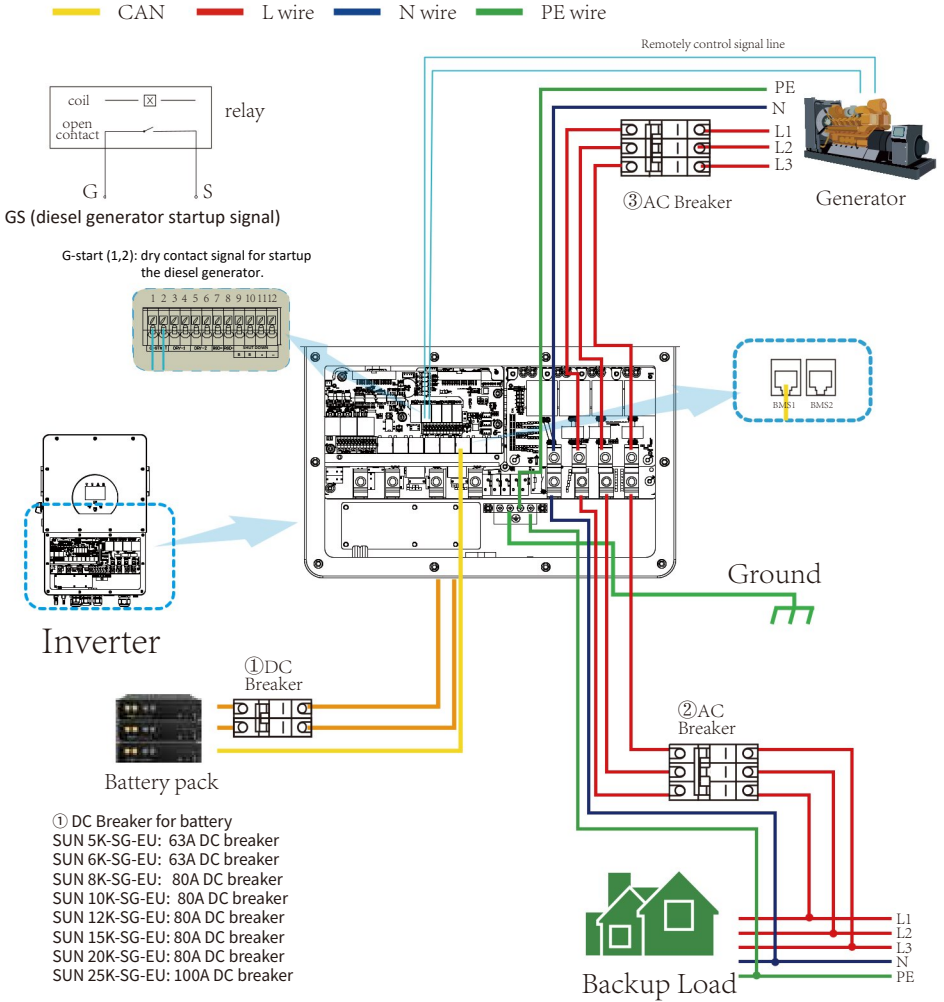 CAN L wire N wire PE wire
Remotely control signal line
PE
N
L1
L2
L3
coil
open
contact
relay
G S
GS (diesel generator startup signal)
③AC Breaker
Generator
G-start (1,2): dry contact signal for startup
the diesel generator.
1 2 3 4 5 6 7 8 9 10 11 12
BMS1 BMS2
Inverter
Ground
①DC
Breaker
②AC
Breaker
Battery pack
① DC Breaker for battery
SUN 5K-SG-EU: 63A DC breaker
SUN 6K-SG-EU: 63A DC breaker
SUN 8K-SG-EU: 80A DC breaker
SUN 10K-SG-EU: 80A DC breaker
SUN 12K-SG-EU: 80A DC breaker
SUN 15K-SG-EU: 80A DC breaker
SUN 20K-SG-EU: 80A DC breaker
SUN 25K-SG-EU: 100A DC breaker
L1
L2
L3
N
PE
Backup Load